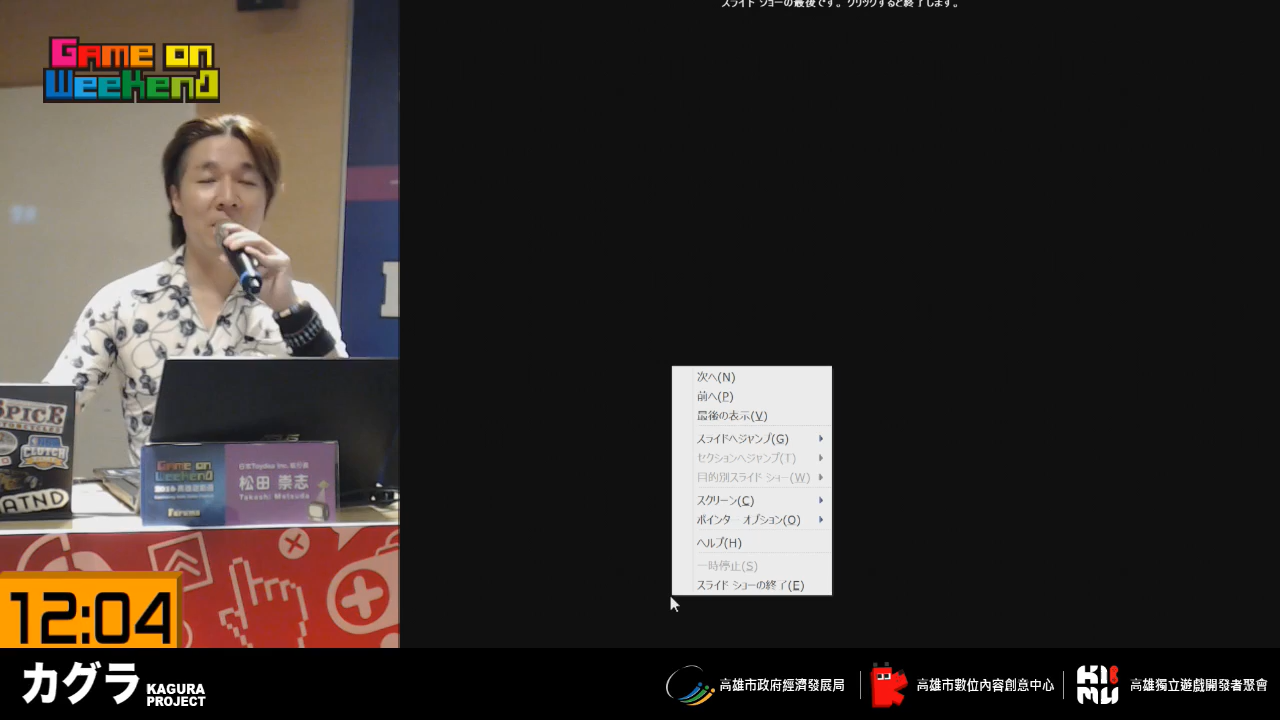 GAME ON
WEEKEND
スライド ショーの最後です。クリックすると終了します。
次へ(N)
前へ(P)
最後の表示(V)
スライドへジャンプ(G)
セクションへジャンプ(T)
目的別スライド ショー(W)
スクリーン(C)
ポインター オプション(O)
ヘルプ(H)
一時停止(S)
スライド ショーの終了(E)
SPICE
CLUTCH
ATND
GAME ON
WEEKEND
松田 崇志
Takashi Matsuda
12:04
カグラ
KAGURA
PROJECT
高雄市政府經濟發展局
高雄市數位內容創意中心
KI
MU
高雄獨立遊戲開發者聚會